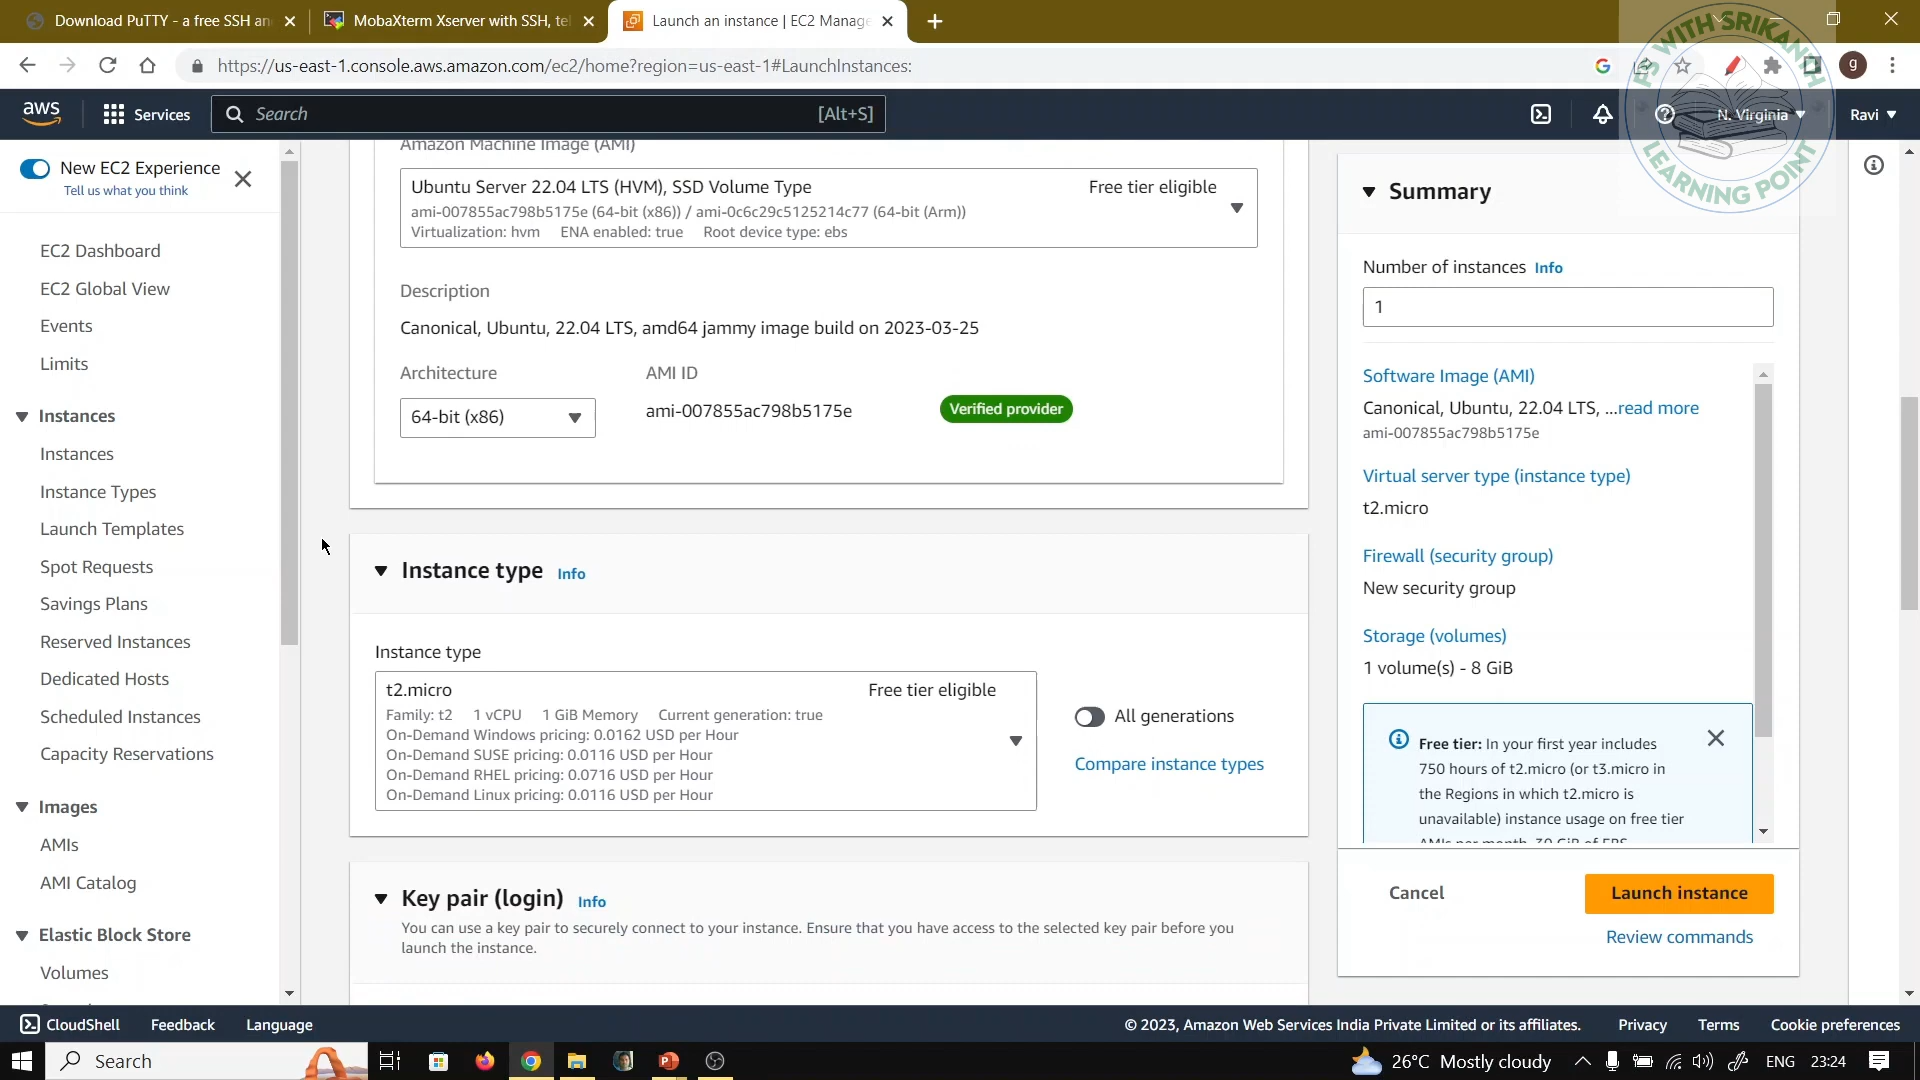 Download PuTTY - a free SSH an
MobaXterm Xserver with SSH, tel
Launch an instance | EC2 Manage
https://us-east-1.console.aws.amazon.com/ec2/home?region=us-east-1#LaunchInstances:
g
aws
Services
Search
[Alt+S]
N. Virginia
Ravi
WITH SRIKANTH
LEARNING POINT
New EC2 Experience
Tell us what you think
EC2 Dashboard
EC2 Global View
Events
Limits
Instances
Instances
Instance Types
Launch Templates
Spot Requests
Savings Plans
Reserved Instances
Dedicated Hosts
Scheduled Instances
Capacity Reservations
Images
AMIs
AMI Catalog
Elastic Block Store
Volumes
Amazon Machine Image (AMI)
Ubuntu Server 22.04 LTS (HVM), SSD Volume Type
Free tier eligible
ami-007855ac798b5175e (64-bit (x86)) / ami-0c6c29c5125214c77 (64-bit (Arm))
Virtualization: hvm ENA enabled: true Root device type: ebs
Description
Canonical, Ubuntu, 22.04 LTS, amd64 jammy image build on 2023-03-25
Architecture
AMI ID
64-bit (x86)
ami-007855ac798b5175e
Verified provider
Instance type Info
Instance type
t2.micro
Free tier eligible
Family: t2 1 vCPU 1 GiB Memory Current generation: true
On-Demand Windows pricing: 0.0162 USD per Hour
On-Demand SUSE pricing: 0.0116 USD per Hour
On-Demand RHEL pricing: 0.0716 USD per Hour
On-Demand Linux pricing: 0.0116 USD per Hour
All generations
Compare instance types
Key pair (login) Info
You can use a key pair to securely connect to your instance. Ensure that you have access to the selected key pair before you
launch the instance.
Summary
Number of instances Info
1
Software Image (AMI)
Canonical, Ubuntu, 22.04 LTS, ...read more
ami-007855ac798b5175e
Virtual server type (instance type)
t2.micro
Firewall (security group)
New security group
Storage (volumes)
1 volume(s) - 8 GiB
Free tier: In your first year includes
750 hours of t2.micro (or t3.micro in
the Regions in which t2.micro is
unavailable) instance usage on free tier
AMIs per month, 30 GiB of EBS
Cancel
Launch instance
Review commands
CloudShell
Feedback
Language
© 2023, Amazon Web Services India Private Limited or its affiliates.
Privacy
Terms
Cookie preferences
Search
26°C Mostly cloudy
ENG
23:24